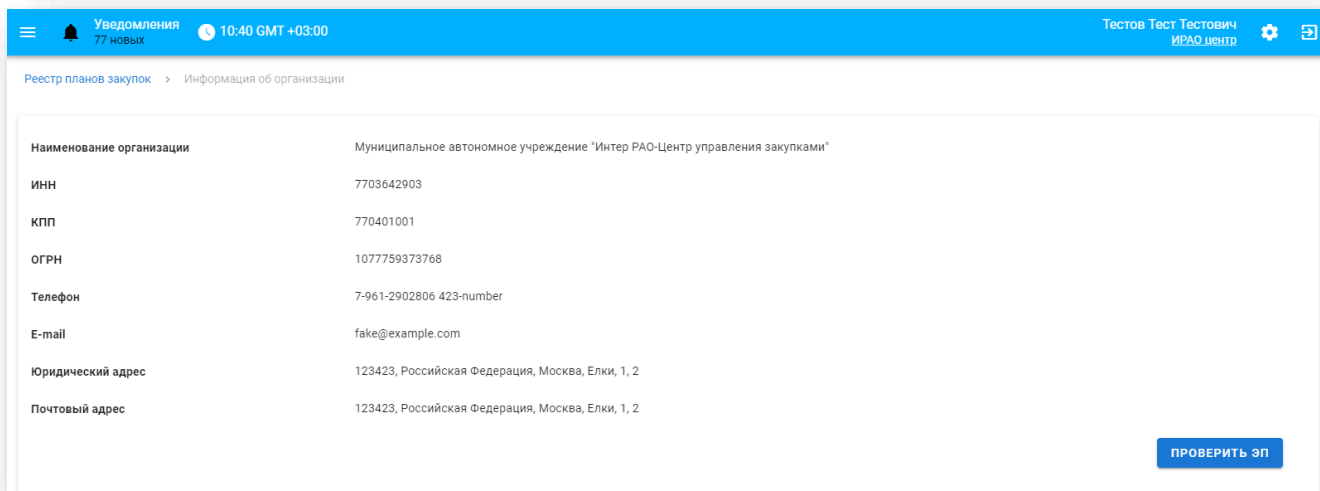 Уведомления
77 новых
10:40 GMT +03:00
Тестов Тест Тестович
ИРАО центр
Реестр планов закупок > Информация об организации
Наименование организации Муниципальное автономное учреждение "Интер РАО-Центр управления закупками"
ИНН 7703642903
КПП 770401001
ОГРН 1077759373768
Телефон 7-961-2902806 423-number
E-mail fake@example.com
Юридический адрес 123423, Российская Федерация, Москва, Елки, 1, 2
Почтовый адрес 123423, Российская Федерация, Москва, Елки, 1, 2
ПРОВЕРИТЬ ЭП